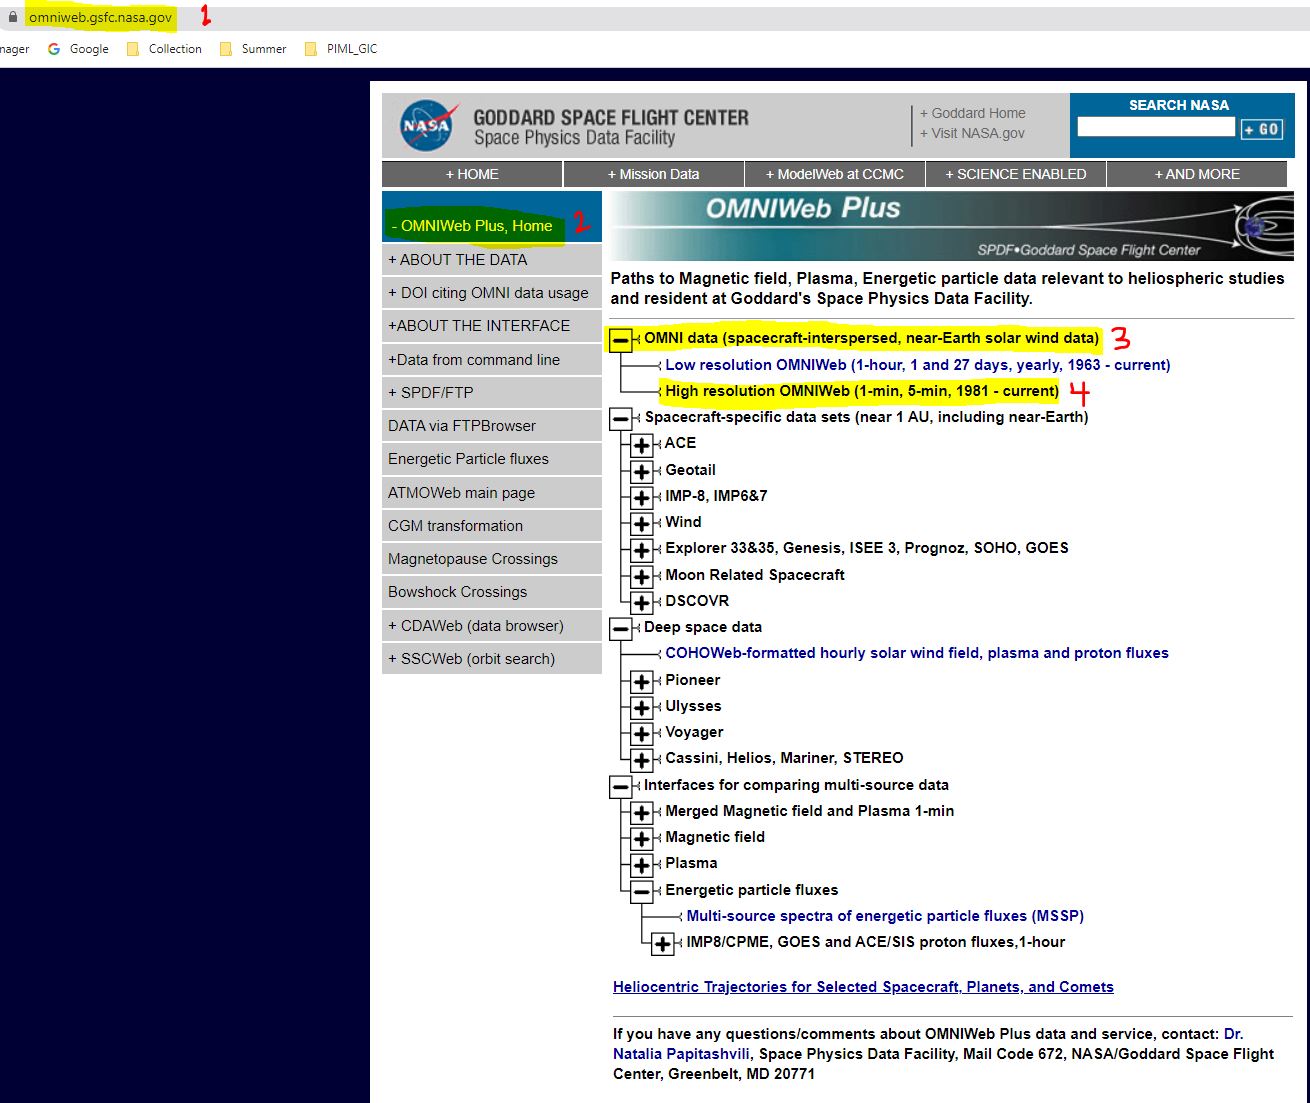 omniweb.gsfc.nasa.gov 1
nager Google Collection Summer PIML_GIC
NASA
GODDARD SPACE FLIGHT CENTER
Space Physics Data Facility
+ Goddard Home
+ Visit NASA.gov
SEARCH NASA
+ GO
+ HOME + Mission Data + ModelWeb at CCMC + SCIENCE ENABLED + AND MORE
- OMNIWeb Plus, Home 2
+ ABOUT THE DATA
+ DOI citing OMNI data usage
+ABOUT THE INTERFACE
+Data from command line
+ SPDF/FTP
DATA via FTPBrowser
Energetic Particle fluxes
ATMOWeb main page
CGM transformation
Magnetopause Crossings
Bowshock Crossings
+ CDAWeb (data browser)
+ SSCWeb (orbit search)
OMNIWeb Plus
SPDF•Goddard Space Flight Center
Paths to Magnetic field, Plasma, Energetic particle data relevant to heliospheric studies
and resident at Goddard's Space Physics Data Facility.
OMNI data (spacecraft-interspersed, near-Earth solar wind data) 3
Low resolution OMNIWeb (1-hour, 1 and 27 days, yearly, 1963 - current)
High resolution OMNIWeb (1-min, 5-min, 1981 - current) 4
Spacecraft-specific data sets (near 1 AU, including near-Earth)
ACE
Geotail
IMP-8, IMP6&7
Wind
Explorer 33&35, Genesis, ISEE 3, Prognoz, SOHO, GOES
Moon Related Spacecraft
DSCOVR
Deep space data
COHOWeb-formatted hourly solar wind field, plasma and proton fluxes
Pioneer
Ulysses
Voyager
Cassini, Helios, Mariner, STEREO
Interfaces for comparing multi-source data
Merged Magnetic field and Plasma 1-min
Magnetic field
Plasma
Energetic particle fluxes
Multi-source spectra of energetic particle fluxes (MSSP)
IMP8/CPME, GOES and ACE/SIS proton fluxes,1-hour
Heliocentric Trajectories for Selected Spacecraft, Planets, and Comets
If you have any questions/comments about OMNIWeb Plus data and service, contact: Dr.
Natalia Papitashvili, Space Physics Data Facility, Mail Code 672, NASA/Goddard Space Flight
Center, Greenbelt, MD 20771